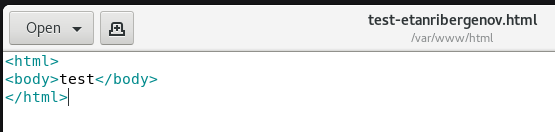 Open
test-etanribergenov.html
/var/www/html
<html>
<body>test</body>
</html>